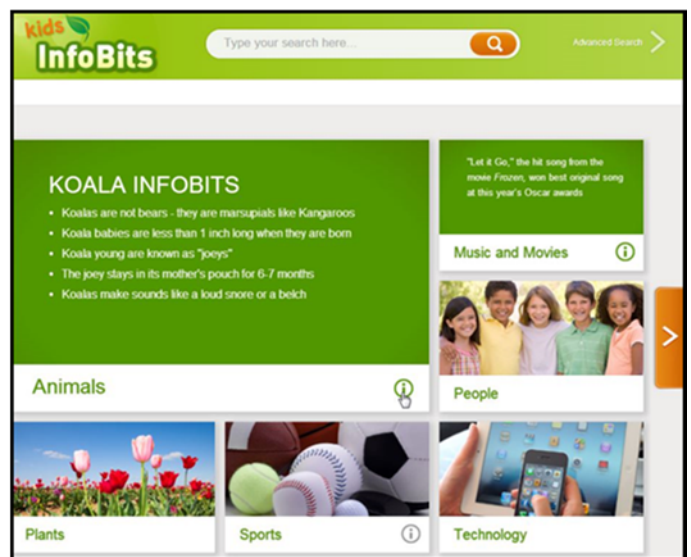 kids
InfoBits
Type your search here...
Advanced Search
KOALA INFOBITS
• Koalas are not bears - they are marsupials like Kangaroos
• Koala babies are less than 1 inch long when they are born
• Koala young are known as "joeys"
• The joey stays in its mother's pouch for 6-7 months
• Koalas make sounds like a loud snore or a belch
Animals
"Let it Go," the hit song from the
movie Frozen, won best original song
at this year's Oscar awards
Music and Movies
People
Plants
Sports
Technology